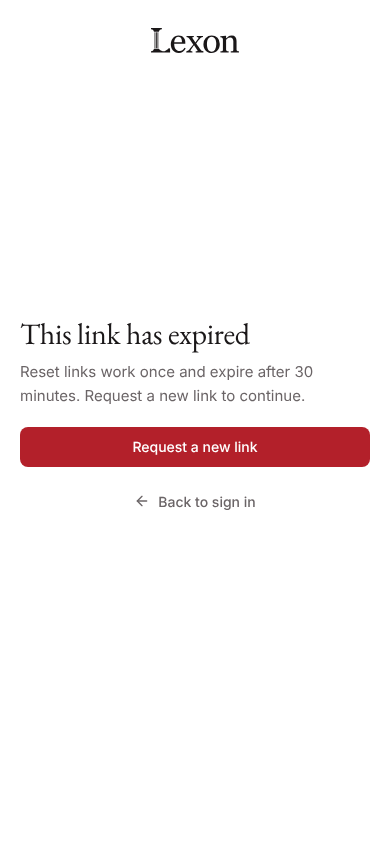 Lexon
This link has expired
Reset links work once and expire after 30
minutes. Request a new link to continue.
Request a new link
Back to sign in